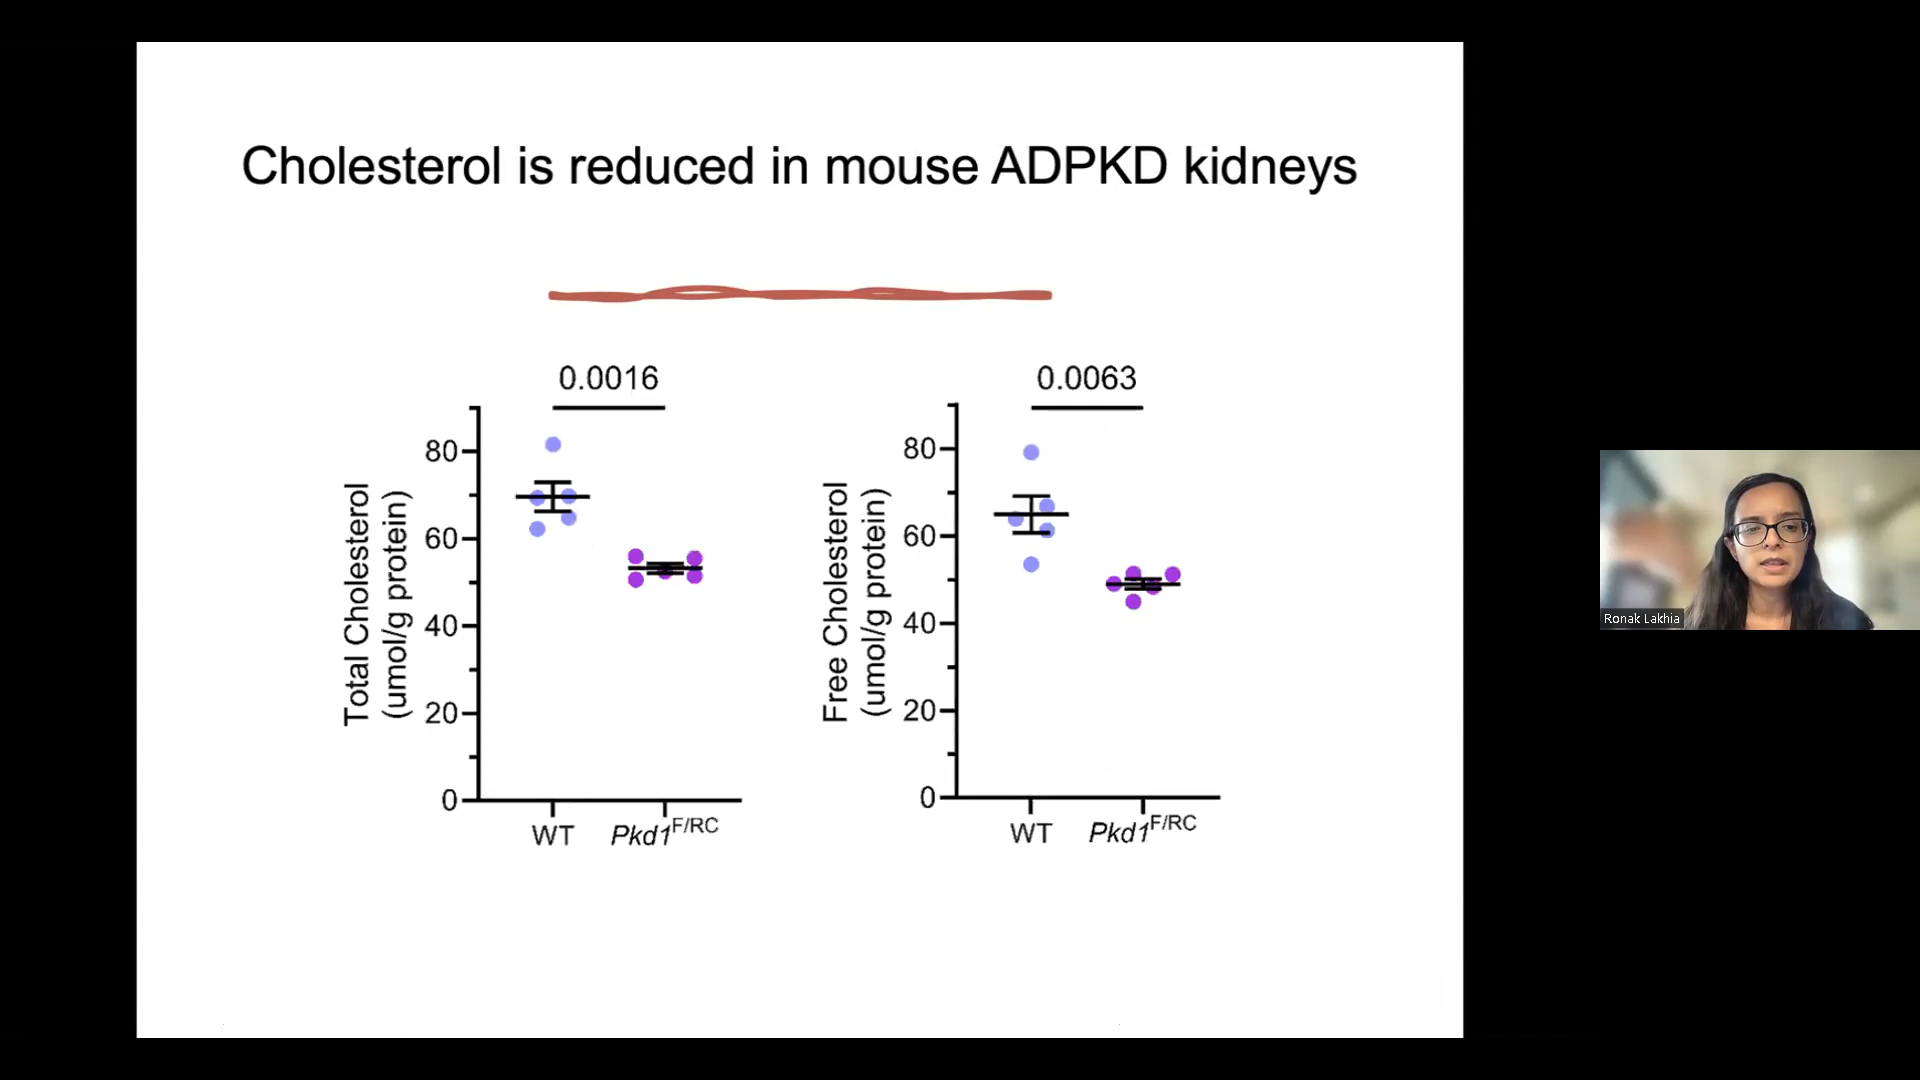 Cholesterol is reduced in mouse ADPKD kidneys
0.0016
Total Cholesterol
(umol/g protein)
80
60
40
20
0
WT
Pkd1F/RC
0.0063
Free Cholesterol
(umol/g protein)
80
60
40
20
0
WT
Pkd1F/RC
Ronak Lakhia